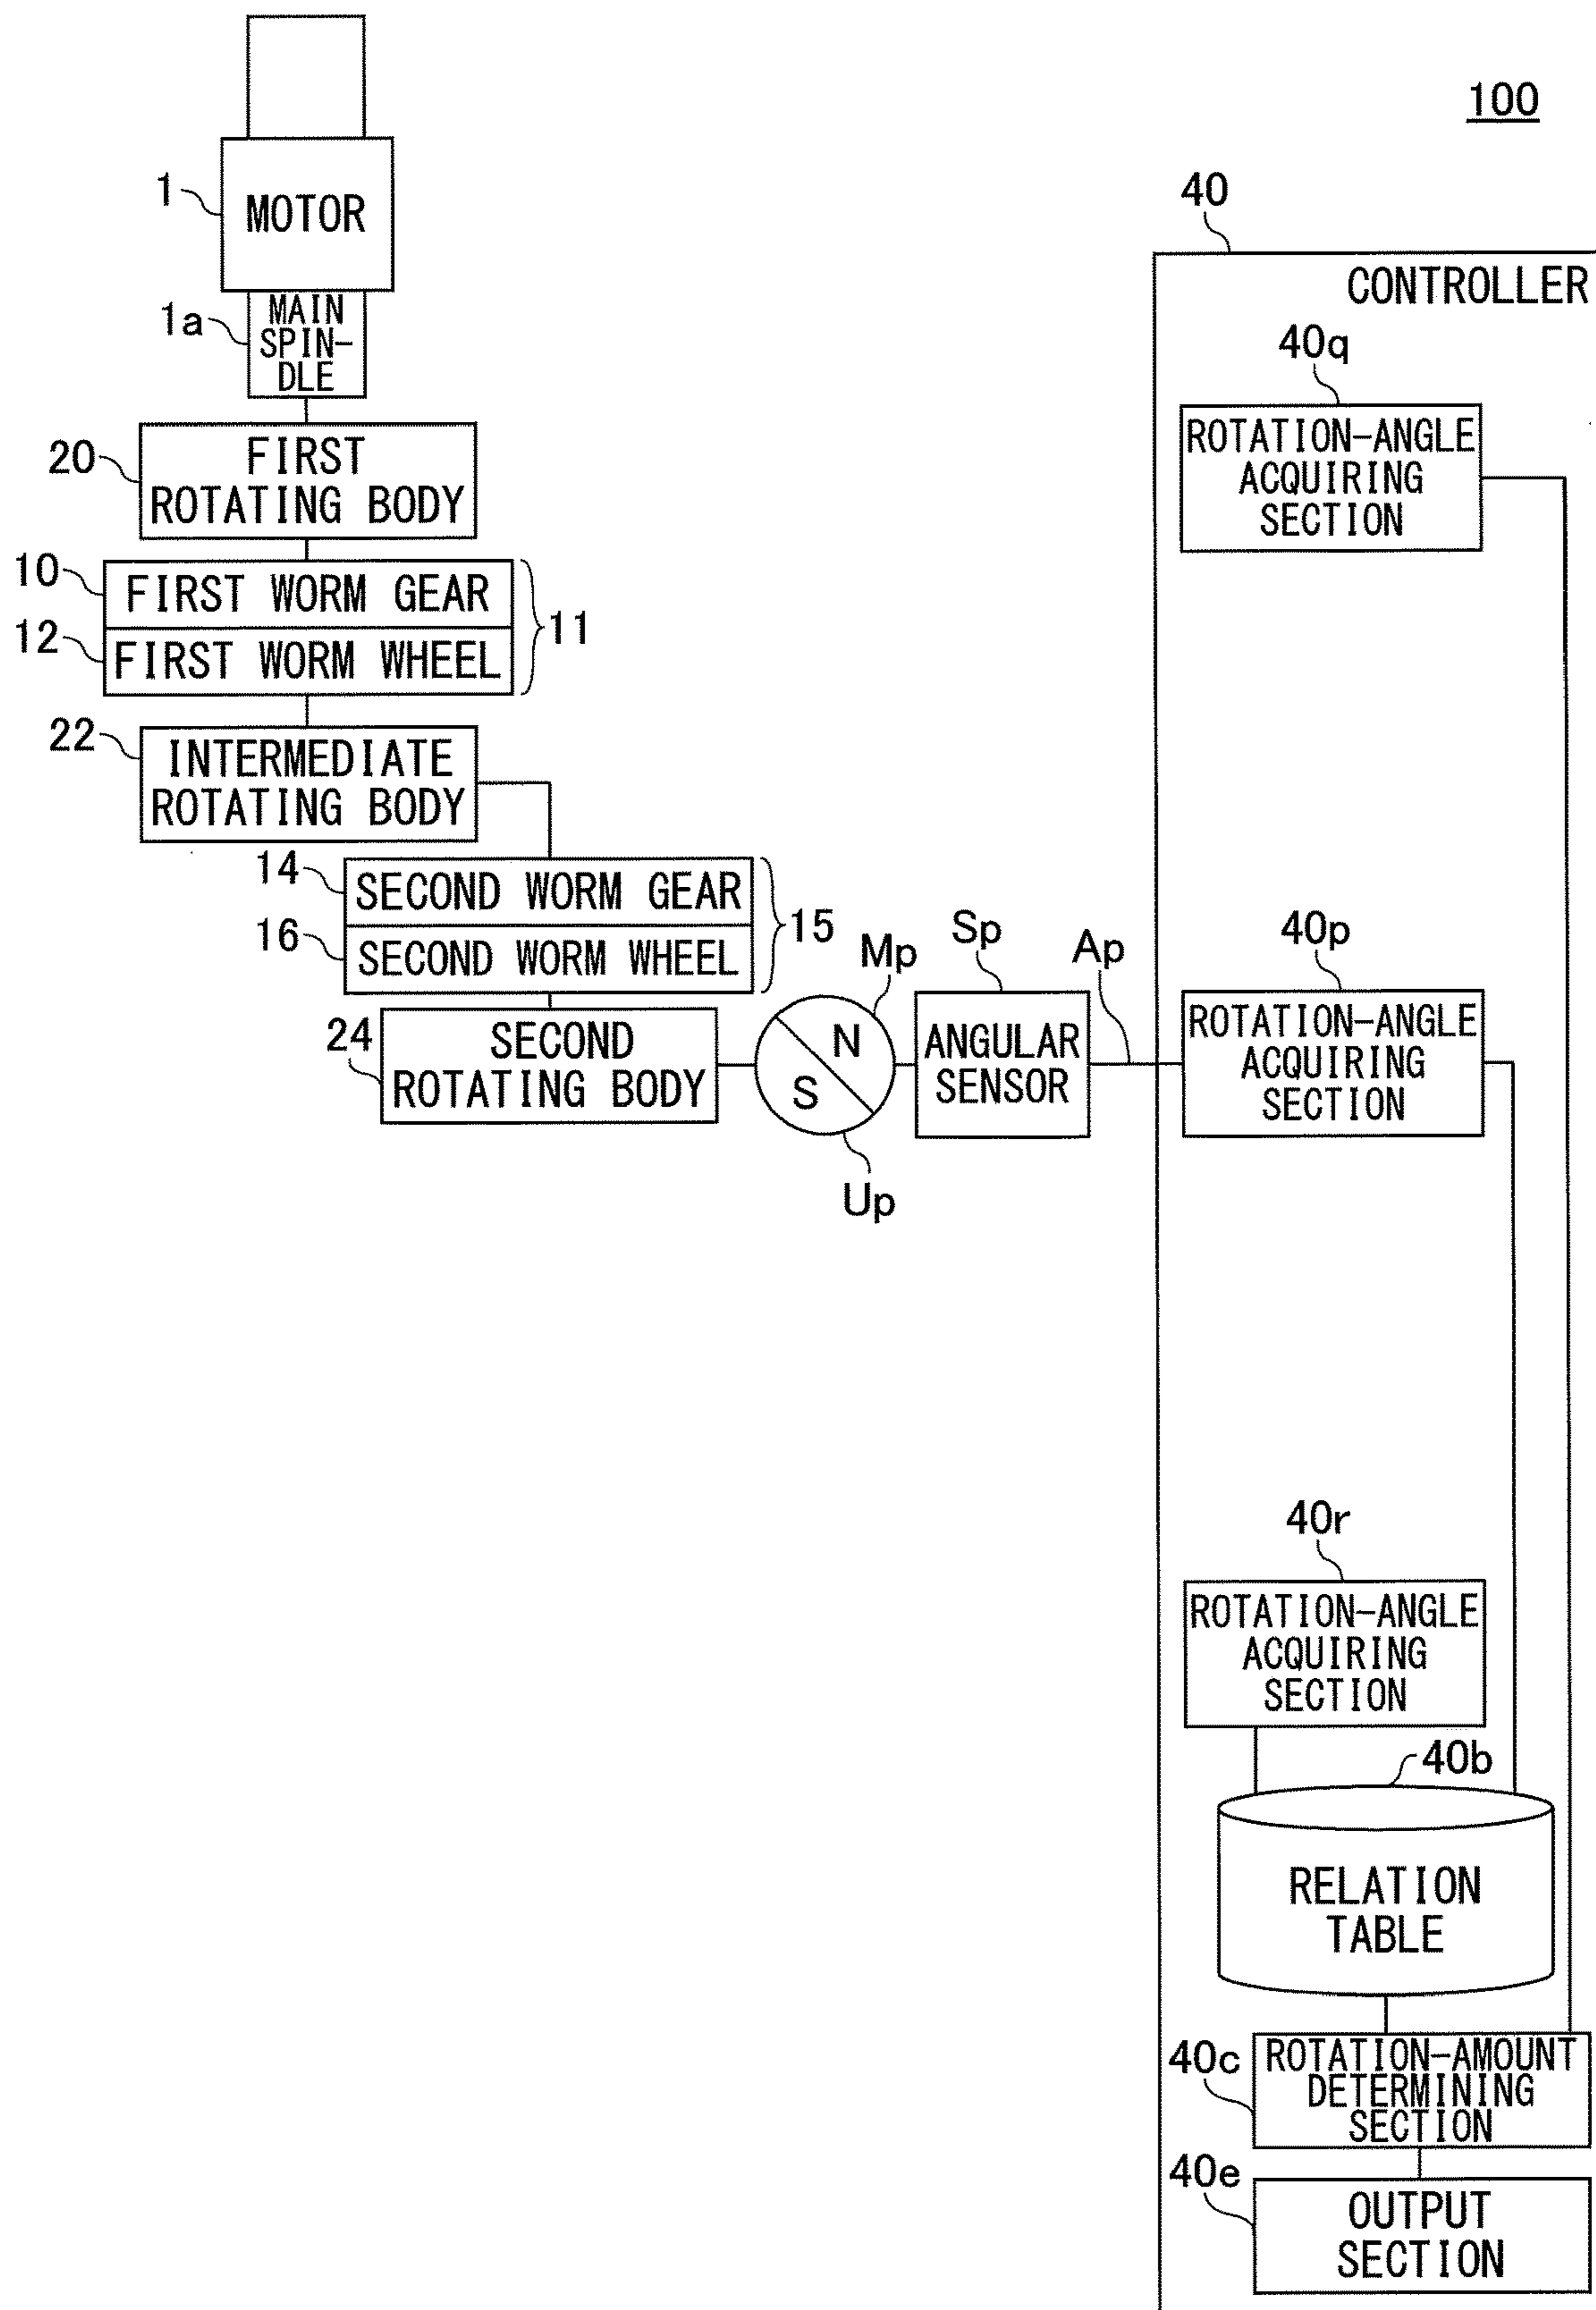 100
1
MOTOR
40
CONTROLLER
1a
MAIN
SPIN-
DLE
40q
ROTATION-ANGLE
ACQUIRING
SECTION
20
FIRST
ROTATING BODY
10
FIRST WORM GEAR
11
12
FIRST WORM WHEEL
22
INTERMEDIATE
ROTATING BODY
14
SECOND WORM GEAR
15
16
SECOND WORM WHEEL
Mp
Sp
Ap
40p
24
SECOND
ROTATING BODY
N
S
ANGULAR
SENSOR
ROTATION-ANGLE
ACQUIRING
SECTION
Up
40r
ROTATION-ANGLE
ACQUIRING
SECTION
40b
RELATION
TABLE
40c
ROTATION-AMOUNT
DETERMINING
SECTION
40e
OUTPUT
SECTION